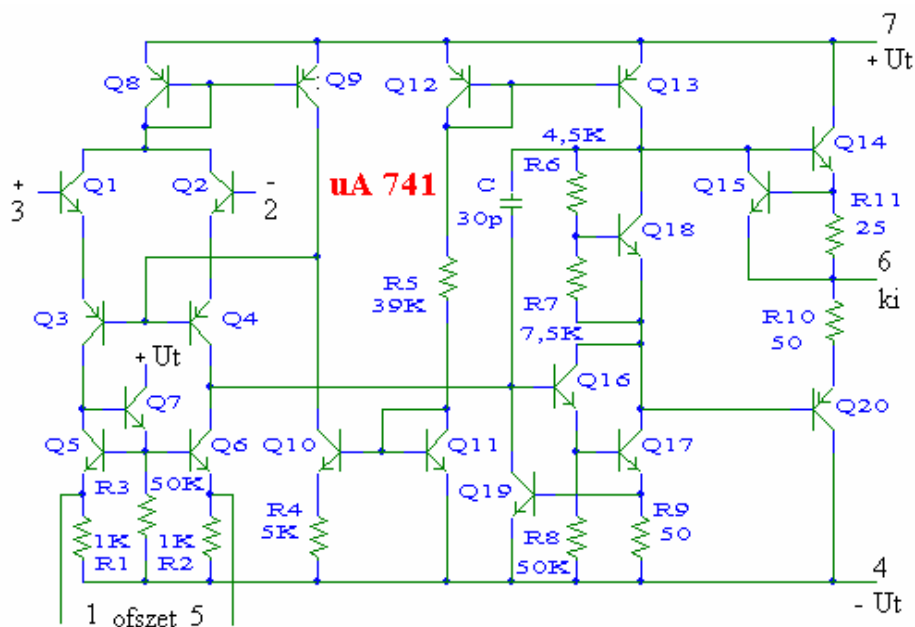 7
+ Ut
Q8
Q9
Q12
Q13
4,5K
R6
Q14
+
3
Q1
Q2
-
2
uA 741
C
30p
Q15
R11
25
Q18
6
ki
R5
39K
R7
7,5K
R10
50
Q3
Q4
+ Ut
Q7
Q16
Q20
Q5
Q6
Q10
Q11
Q17
R3
50K
Q19
R4
5K
R8
50K
R9
50
1K
R1
1K
R2
4
- Ut
1 ofszet 5